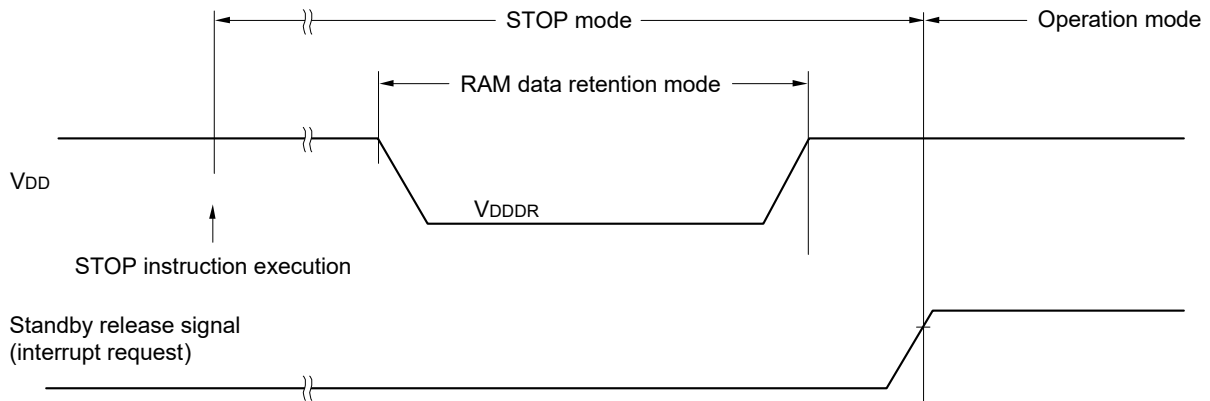 STOP mode
Operation mode
RAM data retention mode
VDD
VDDDR
STOP instruction execution
Standby release signal
(interrupt request)